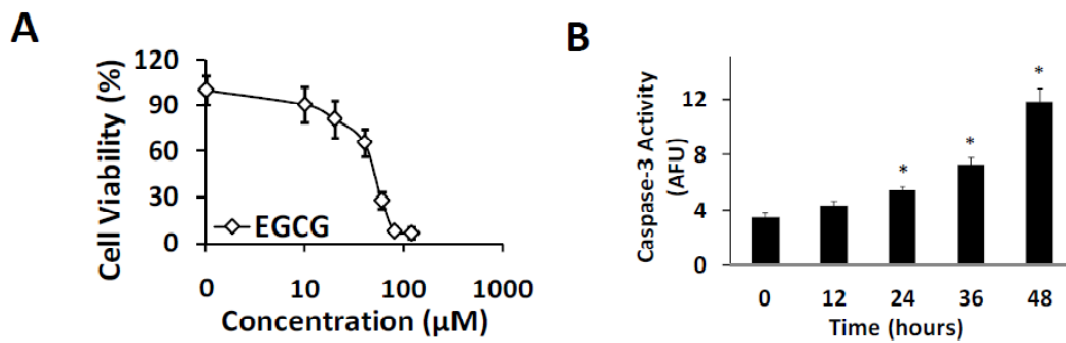 A
Cell Viability (%)
120
90
60
30
0
EGCG
0 10 100 1000
Concentration (μM)
B
Caspase-3 Activity
(AFU)
12
8
4
0
*
*
*
0 12 24 36 48
Time (hours)